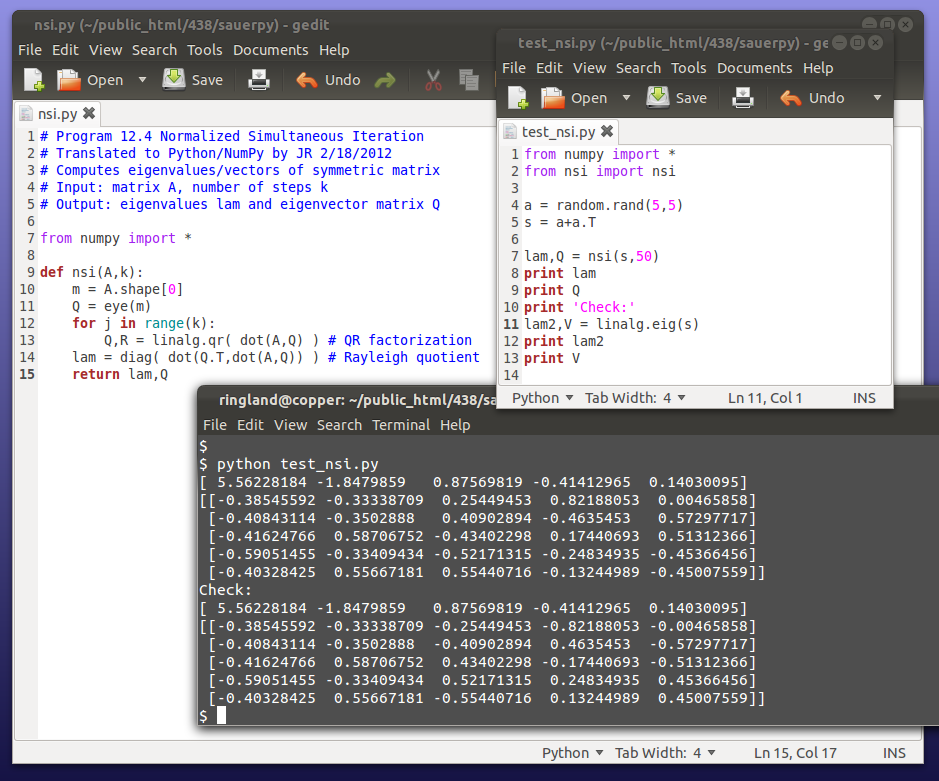 nsi.py (~/public_html/438/sauerpy) - gedit
File Edit View Search Tools Documents Help
Open Save Undo
nsi.py
1 # Program 12.4 Normalized Simultaneous Iteration
2 # Translated to Python/NumPy by JR 2/18/2012
3 # Computes eigenvalues/vectors of symmetric matrix
4 # Input: matrix A, number of steps k
5 # Output: eigenvalues lam and eigenvector matrix Q
6
7 from numpy import *
8
9 def nsi(A,k):
10     m = A.shape[0]
11     Q = eye(m)
12     for j in range(k):
13         Q,R = linalg.qr( dot(A,Q) ) # QR factorization
14     lam = diag( dot(Q.T,dot(A,Q)) ) # Rayleigh quotient
15     return lam,Q
test_nsi.py (~/public_html/438/sauerpy) - ge
File Edit View Search Tools Documents Help
Open Save Undo
test_nsi.py
1 from numpy import *
2 from nsi import nsi
3
4 a = random.rand(5,5)
5 s = a+a.T
6
7 lam,Q = nsi(s,50)
8 print lam
9 print Q
10 print 'Check:'
11 lam2,V = linalg.eig(s)
12 print lam2
13 print V
14
Python Tab Width: 4 Ln 11, Col 1 INS
ringland@copper: ~/public_html/438/sa
File Edit View Search Terminal Help
$
$ python test_nsi.py
[ 5.56228184 -1.8479859   0.87569819 -0.41412965  0.14030095]
[[-0.38545592 -0.33338709  0.25449453  0.82188053  0.00465858]
 [-0.40843114 -0.3502888   0.40902894 -0.4635453   0.57297717]
 [-0.41624766  0.58706752 -0.43402298  0.17440693  0.51312366]
 [-0.59051455 -0.33409434 -0.52171315 -0.24834935 -0.45366456]
 [-0.40328425  0.55667181  0.55440716 -0.13244989 -0.45007559]]
Check:
[ 5.56228184 -1.8479859   0.87569819 -0.41412965  0.14030095]
[[-0.38545592 -0.33338709 -0.25449453 -0.82188053 -0.00465858]
 [-0.40843114 -0.3502888  -0.40902894  0.4635453  -0.57297717]
 [-0.41624766  0.58706752  0.43402298 -0.17440693 -0.51312366]
 [-0.59051455 -0.33409434  0.52171315  0.24834935  0.45366456]
 [-0.40328425  0.55667181 -0.55440716  0.13244989  0.45007559]]
$
Python Tab Width: 4 Ln 15, Col 17 INS